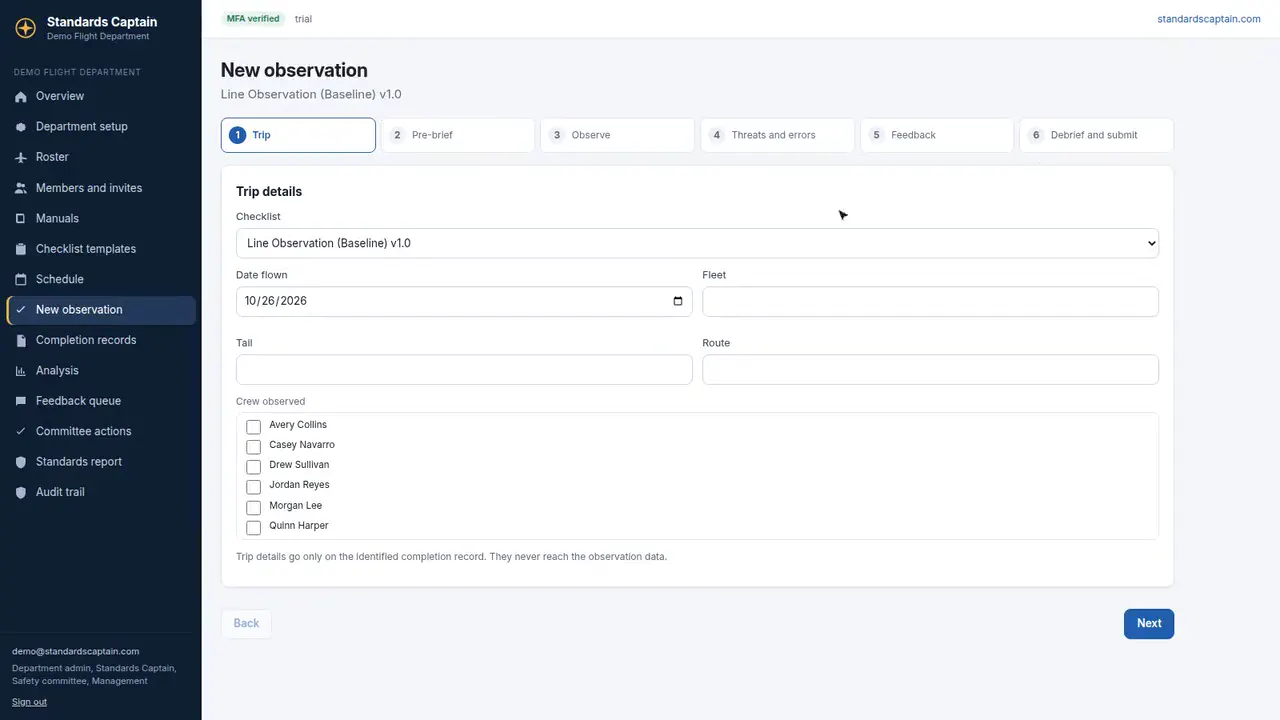 Standards Captain
Demo Flight Department
DEMO FLIGHT DEPARTMENT
Overview
Department setup
Roster
Members and invites
Manuals
Checklist templates
Schedule
New observation
Completion records
Analysis
Feedback queue
Committee actions
Standards report
Audit trail
demo@standardscaptain.com
Department admin, Standards Captain,
Safety committee, Management
Sign out
MFA verified trial standardscaptain.com
New observation
Line Observation (Baseline) v1.0
1 Trip 2 Pre-brief 3 Observe 4 Threats and errors 5 Feedback 6 Debrief and submit
Trip details
Checklist
Line Observation (Baseline) v1.0
Date flown Fleet
10/26/2026
Tail Route
Crew observed
Avery Collins
Casey Navarro
Drew Sullivan
Jordan Reyes
Morgan Lee
Quinn Harper
Trip details go only on the identified completion record. They never reach the observation data.
Back Next